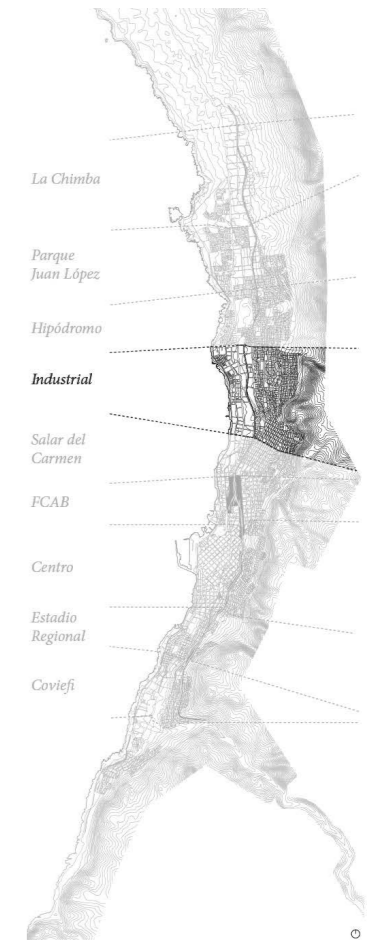 La Chimba
Parque
Juan López
Hipódromo
Industrial
Salar del
Carmen
FCAB
Centro
Estadio
Regional
Coviefi